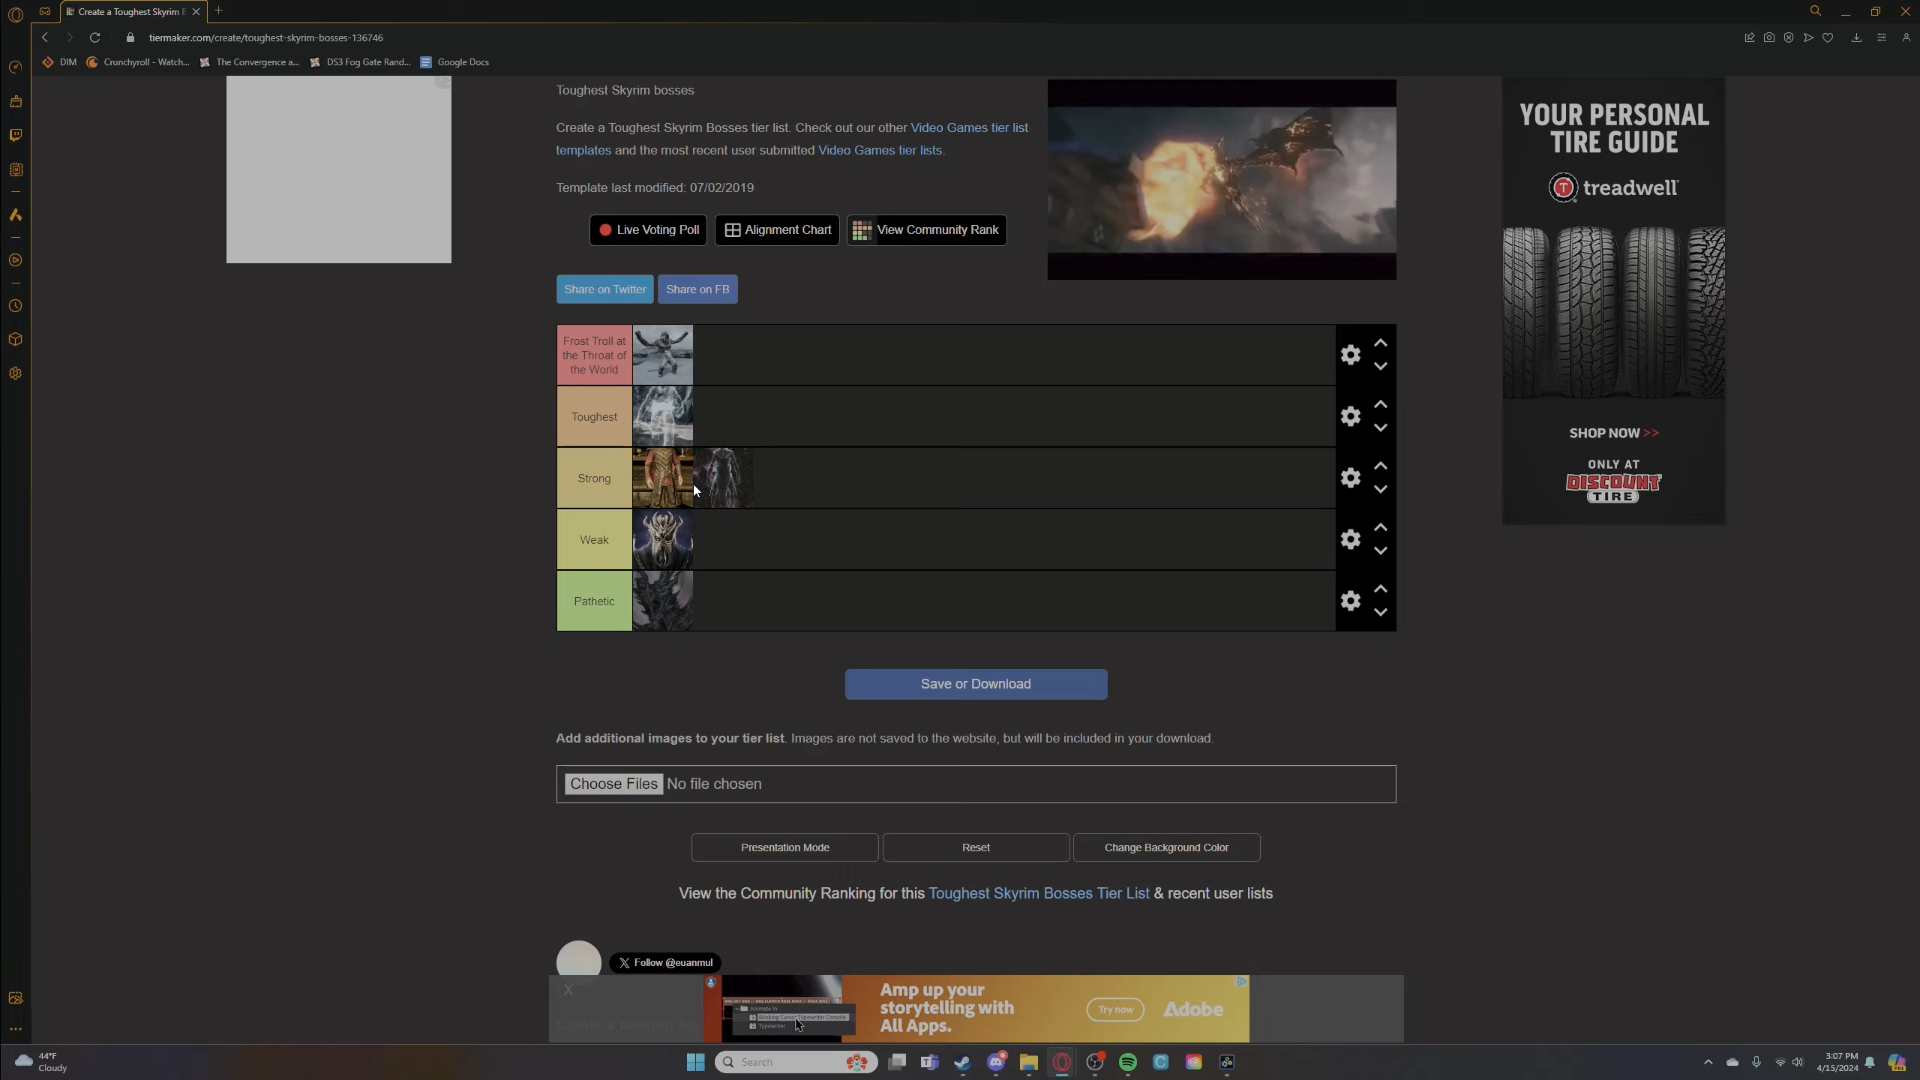 Create a Toughest Skyrim B
tiermaker.com/create/toughest-skyrim-bosses-136746
DIM
Crunchyroll - Watch...
The Convergence a...
DS3 Fog Gate Rand...
Google Docs
Toughest Skyrim bosses
Create a Toughest Skyrim Bosses tier list. Check out our other Video Games tier list
templates and the most recent user submitted Video Games tier lists.
Template last modified: 07/02/2019
Live Voting Poll
Alignment Chart
View Community Rank
Share on Twitter
Share on FB
Frost Troll at
the Throat of
the World
Toughest
Strong
Weak
Pathetic
Save or Download
Add additional images to your tier list. Images are not saved to the website, but will be included in your download.
Choose Files No file chosen
Presentation Mode
Reset
Change Background Color
View the Community Ranking for this Toughest Skyrim Bosses Tier List & recent user lists
X Follow @euanmul
X
Animate In
Blinking Cursor Typewriter Console
Typewriter
Amp up your
storytelling with
All Apps.
Try now
Adobe
YOUR PERSONAL
TIRE GUIDE
T treadwell
SHOP NOW >>
ONLY AT
DISCOUNT
TIRE
44°F
Cloudy
Search
3:07 PM
4/15/2024